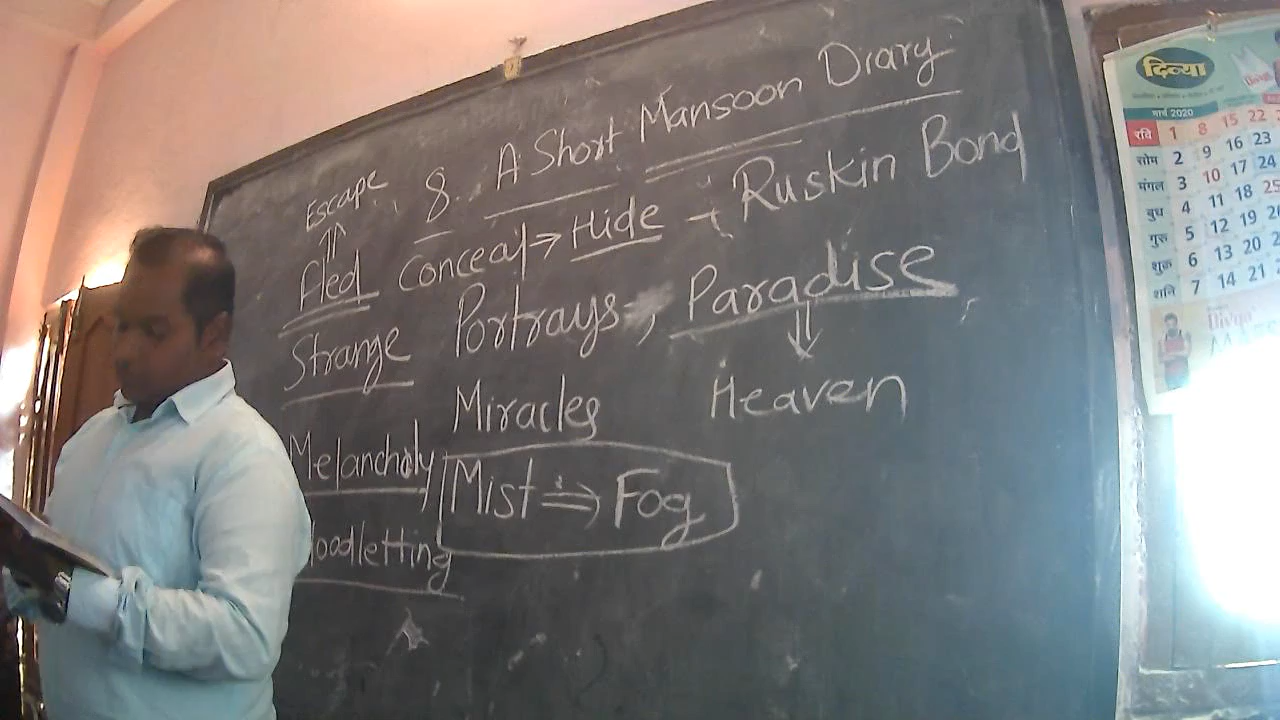 8. A Short Mansoon Diary
- Ruskin Bond
Escape
⇑
fled
Conceal → Hide
Strange
Portrays, Paradise
⇓
Heaven
Miracles
Melancholy
Mist ⇒ Fog
loodletting
दिव्या
मार्च 2020
रवि 1 8 15 22
सोम 2 9 16 23
मंगल 3 10 17 24
बुध 4 11 18 25
गुरु 5 12 19
शुक्र 6 13 20
शनि 7 14 21
Divya